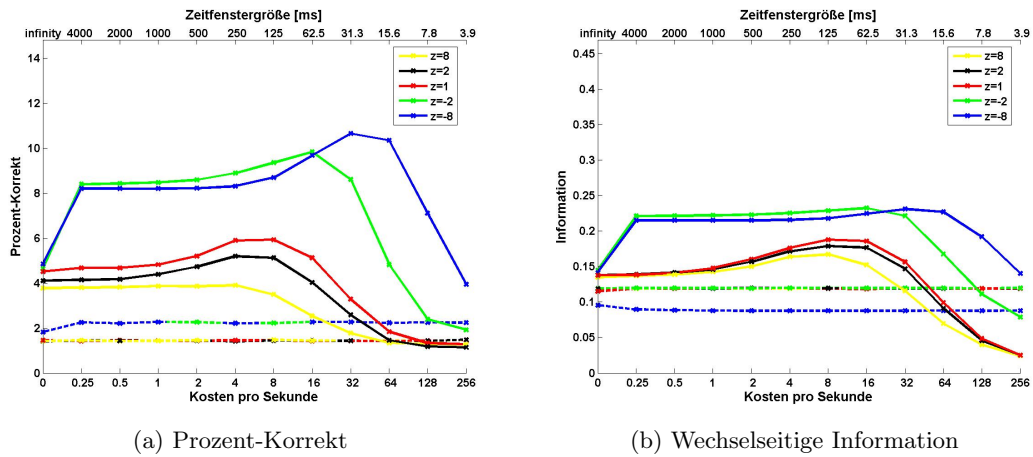 Zeitfenstergröße [ms]
infinity 4000 2000 1000 500 250 125 62.5 31.3 15.6 7.8 3.9
14
12
10
8
6
4
2
0
Prozent-Korrekt
z=8
z=2
z=1
z=-2
z=-8
0 0.25 0.5 1 2 4 8 16 32 64 128 256
Kosten pro Sekunde
(a) Prozent-Korrekt
Zeitfenstergröße [ms]
infinity 4000 2000 1000 500 250 125 62.5 31.3 15.6 7.8 3.9
0.45
0.4
0.35
0.3
0.25
0.2
0.15
0.1
0.05
0
Information
z=8
z=2
z=1
z=-2
z=-8
0 0.25 0.5 1 2 4 8 16 32 64 128 256
Kosten pro Sekunde
(b) Wechselseitige Information